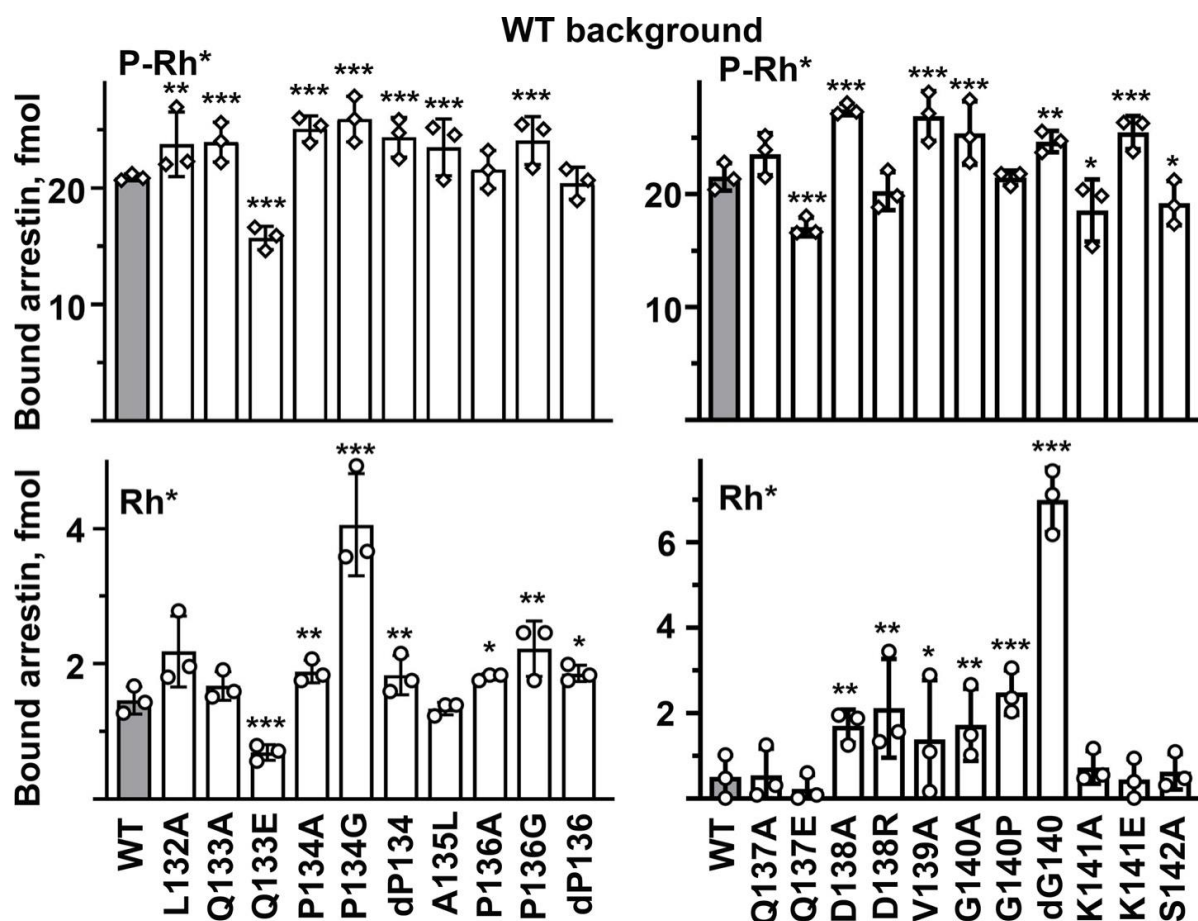 WT background
P-Rh*
Bound arrestin, fmol
20
10
** *** *** *** *** *** *** ***
P-Rh*
20
10
*** *** *** *** ** * *** *
Rh*
Bound arrestin, fmol
4
2
*** ** *** ** * ** *
WT L132A Q133A Q133E P134A P134G dP134 A135L P136A P136G dP136
Rh*
6
4
2
** ** * ** *** ***
WT Q137A Q137E D138A D138R V139A G140A G140P dG140 K141A K141E S142A